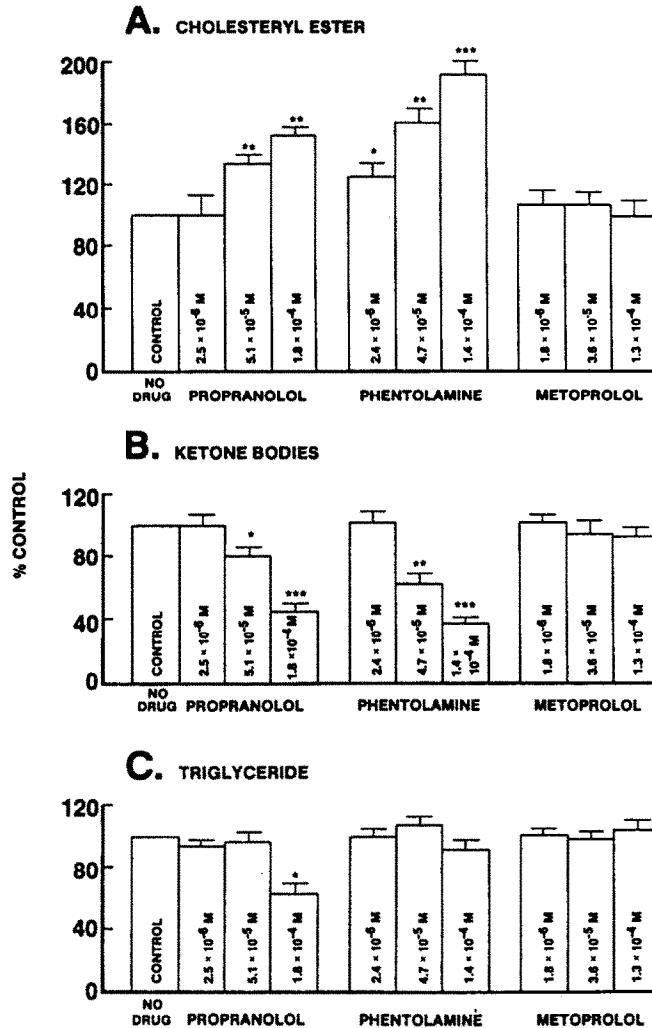 A. CHOLESTERYL ESTER
200
160
120
80
40
0
*
**
**
*
**
***
CONTROL
2.5 × 10⁻⁶ M
5.1 × 10⁻⁵ M
1.8 × 10⁻⁴ M
2.4 × 10⁻⁶ M
4.7 × 10⁻⁵ M
1.4 × 10⁻⁴ M
1.8 × 10⁻⁶ M
3.6 × 10⁻⁵ M
1.3 × 10⁻⁴ M
NO DRUG
PROPRANOLOL
PHENTOLAMINE
METOPROLOL
% CONTROL
B. KETONE BODIES
120
80
40
0
*
***
**
***
CONTROL
2.5 × 10⁻⁶ M
5.1 × 10⁻⁵ M
1.8 × 10⁻⁴ M
2.4 × 10⁻⁶ M
4.7 × 10⁻⁵ M
1.4 ×
10⁻⁴ M
1.8 × 10⁻⁶ M
3.6 × 10⁻⁵ M
1.3 × 10⁻⁴ M
NO
DRUG
PROPRANOLOL
PHENTOLAMINE
METOPROLOL
C. TRIGLYCERIDE
120
80
40
0
*
CONTROL
2.5 × 10⁻⁶ M
5.1 × 10⁻⁵ M
1.8 × 10⁻⁴ M
2.4 × 10⁻⁶ M
4.7 × 10⁻⁵ M
1.4 × 10⁻⁴ M
1.8 × 10⁻⁶ M
3.6 × 10⁻⁵ M
1.3 × 10⁻⁴ M
NO
DRUG
PROPRANOLOL
PHENTOLAMINE
METOPROLOL